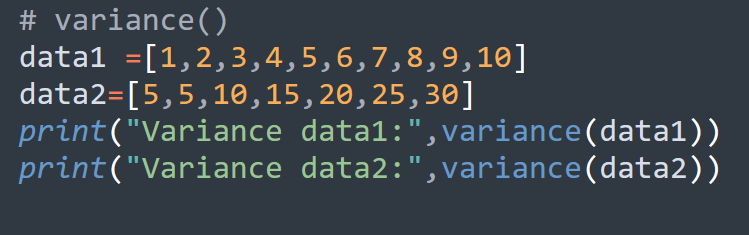 # variance()
data1 =[1,2,3,4,5,6,7,8,9,10]
data2=[5,5,10,15,20,25,30]
print("Variance data1:",variance(data1))
print("Variance data2:",variance(data2))